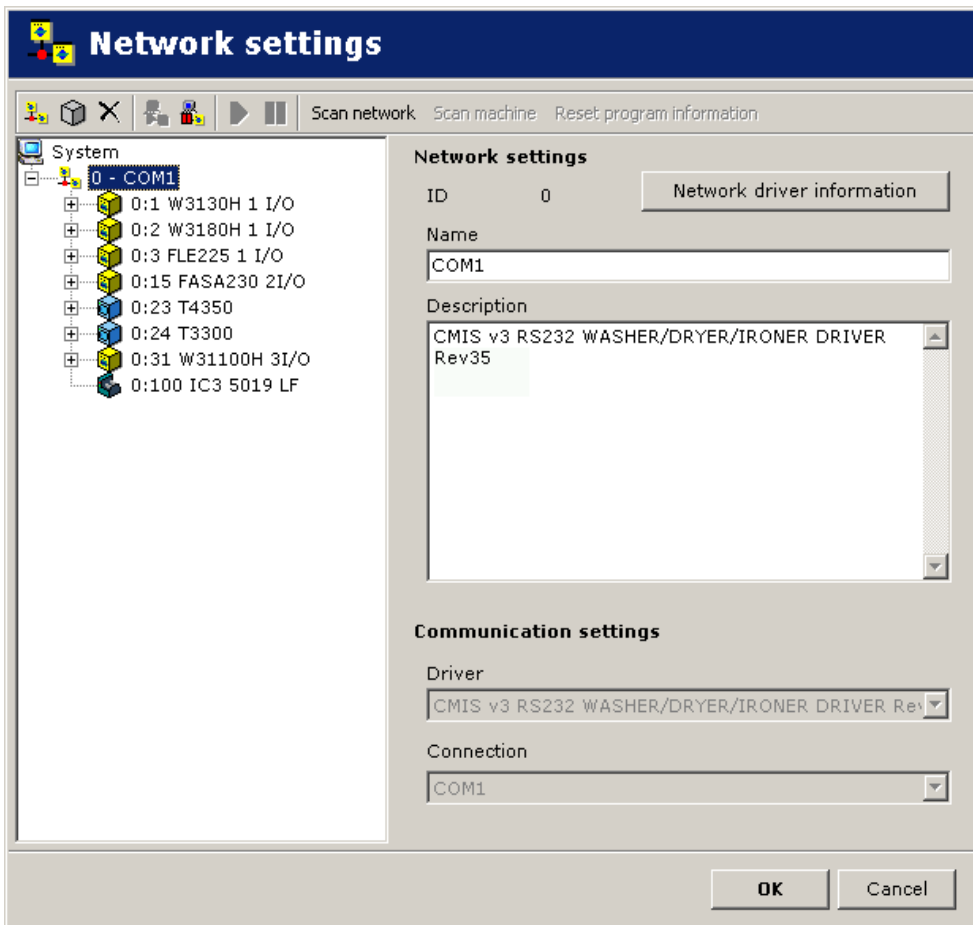 Network settings
Scan network Scan machine Reset program information
System
0 - COM1
0:1 W3130H 1 I/O
0:2 W3180H 1 I/O
0:3 FLE225 1 I/O
0:15 FASA230 2I/O
0:23 T4350
0:24 T3300
0:31 W31100H 3I/O
0:100 IC3 5019 LF
Network settings
ID 0 Network driver information
Name
COM1
Description
CMIS v3 RS232 WASHER/DRYER/IRONER DRIVER
Rev35
Communication settings
Driver
CMIS v3 RS232 WASHER/DRYER/IRONER DRIVER Re
Connection
COM1
OK Cancel